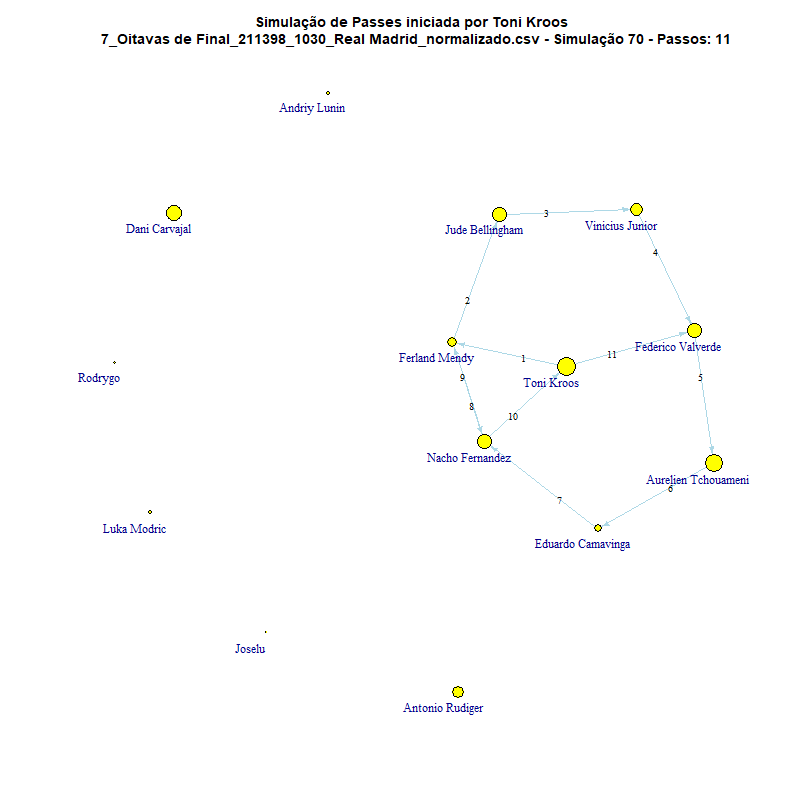 Simulação de Passes iniciada por Toni Kroos
7_Oitavas de Final_211398_1030_Real Madrid_normalizado.csv - Simulação 70 - Passos: 11
Andriy Lunin
Dani Carvajal
3
Jude Bellingham
Vinicius Junior
4
2
Federico Valverde
11
1
Ferland Mendy
Toni Kroos
Rodrygo
9
5
8
10
Nacho Fernandez
Aurelien Tchouameni
6
7
Luka Modric
Eduardo Camavinga
Joselu
Antonio Rudiger